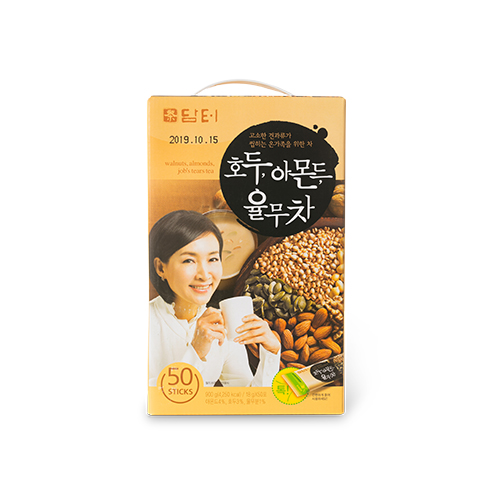 담터
2019.10.15
고소한 견과류가
씹히는 온가족을 위한 차
walnuts, almonds,
job's tears tea
호두, 아몬드,
율무차
50
STICKS
톡!